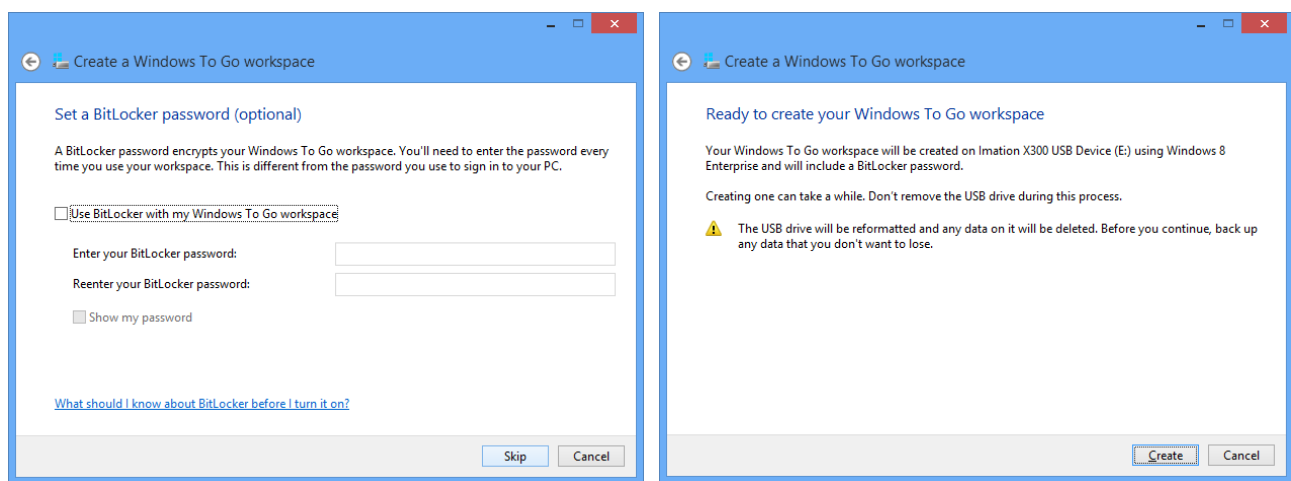 Create a Windows To Go workspace
Set a BitLocker password (optional)
A BitLocker password encrypts your Windows To Go workspace. You'll need to enter the password every
time you use your workspace. This is different from the password you use to sign in to your PC.
Use BitLocker with my Windows To Go workspace
Enter your BitLocker password:
Reenter your BitLocker password:
Show my password
What should I know about BitLocker before I turn it on?
Skip Cancel
Create a Windows To Go workspace
Ready to create your Windows To Go workspace
Your Windows To Go workspace will be created on Imation X300 USB Device (E:) using Windows 8
Enterprise and will include a BitLocker password.
Creating one can take a while. Don't remove the USB drive during this process.
The USB drive will be reformatted and any data on it will be deleted. Before you continue, back up
any data that you don't want to lose.
Create Cancel